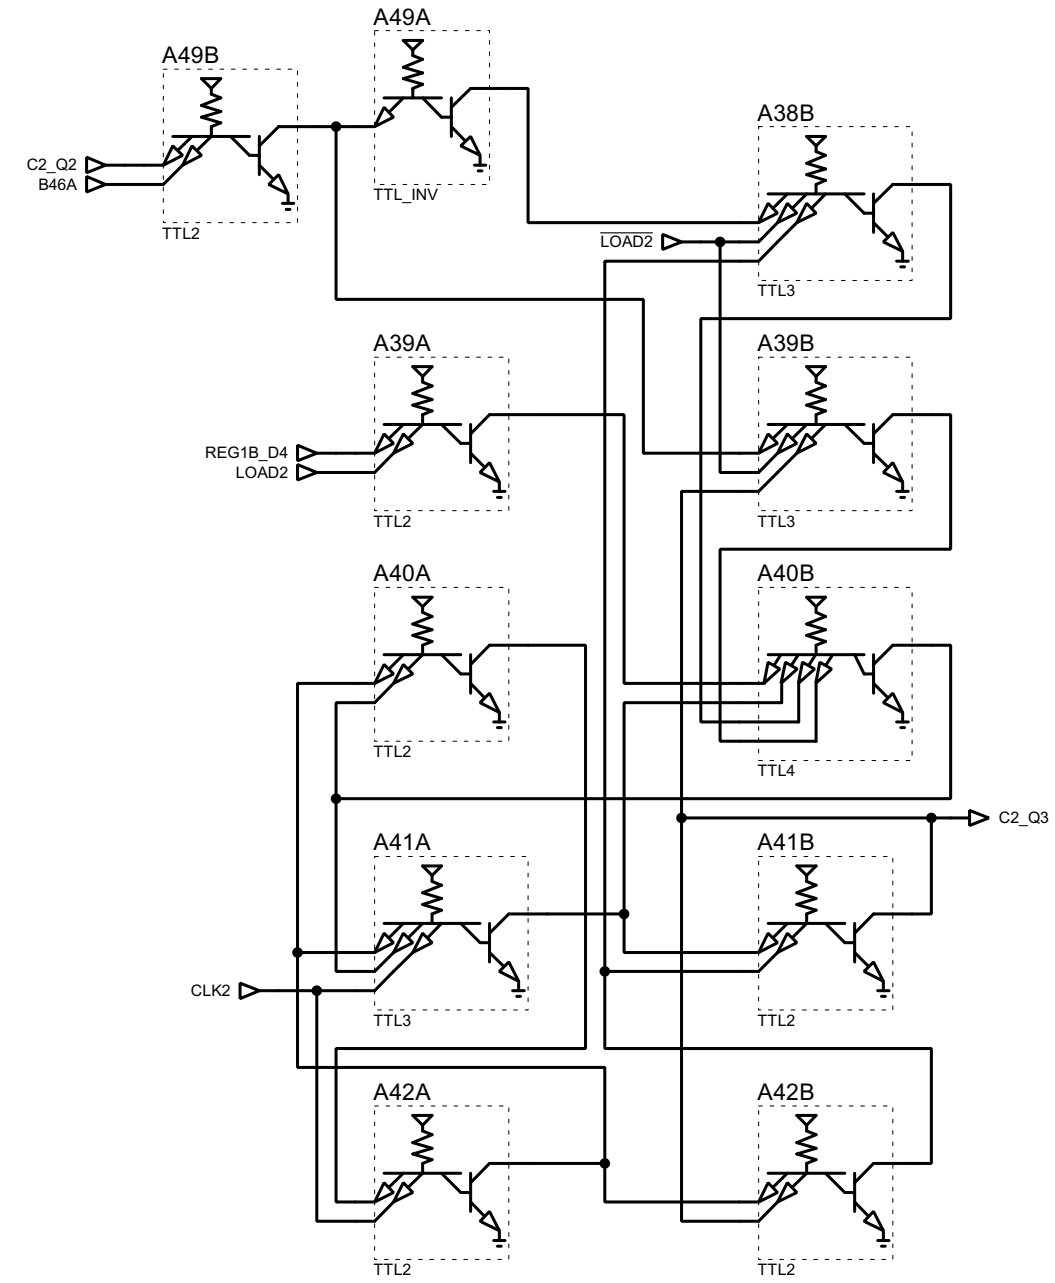 A49A
A49B
A38B
C2_Q2
B46A
TTL_INV
TTL2
LOAD2
TTL3
A39A
A39B
REG1B_D4
LOAD2
TTL2
TTL3
A40A
A40B
TTL2
TTL4
C2_Q3
A41A
A41B
CLK2
TTL3
TTL2
A42A
A42B
TTL2
TTL2